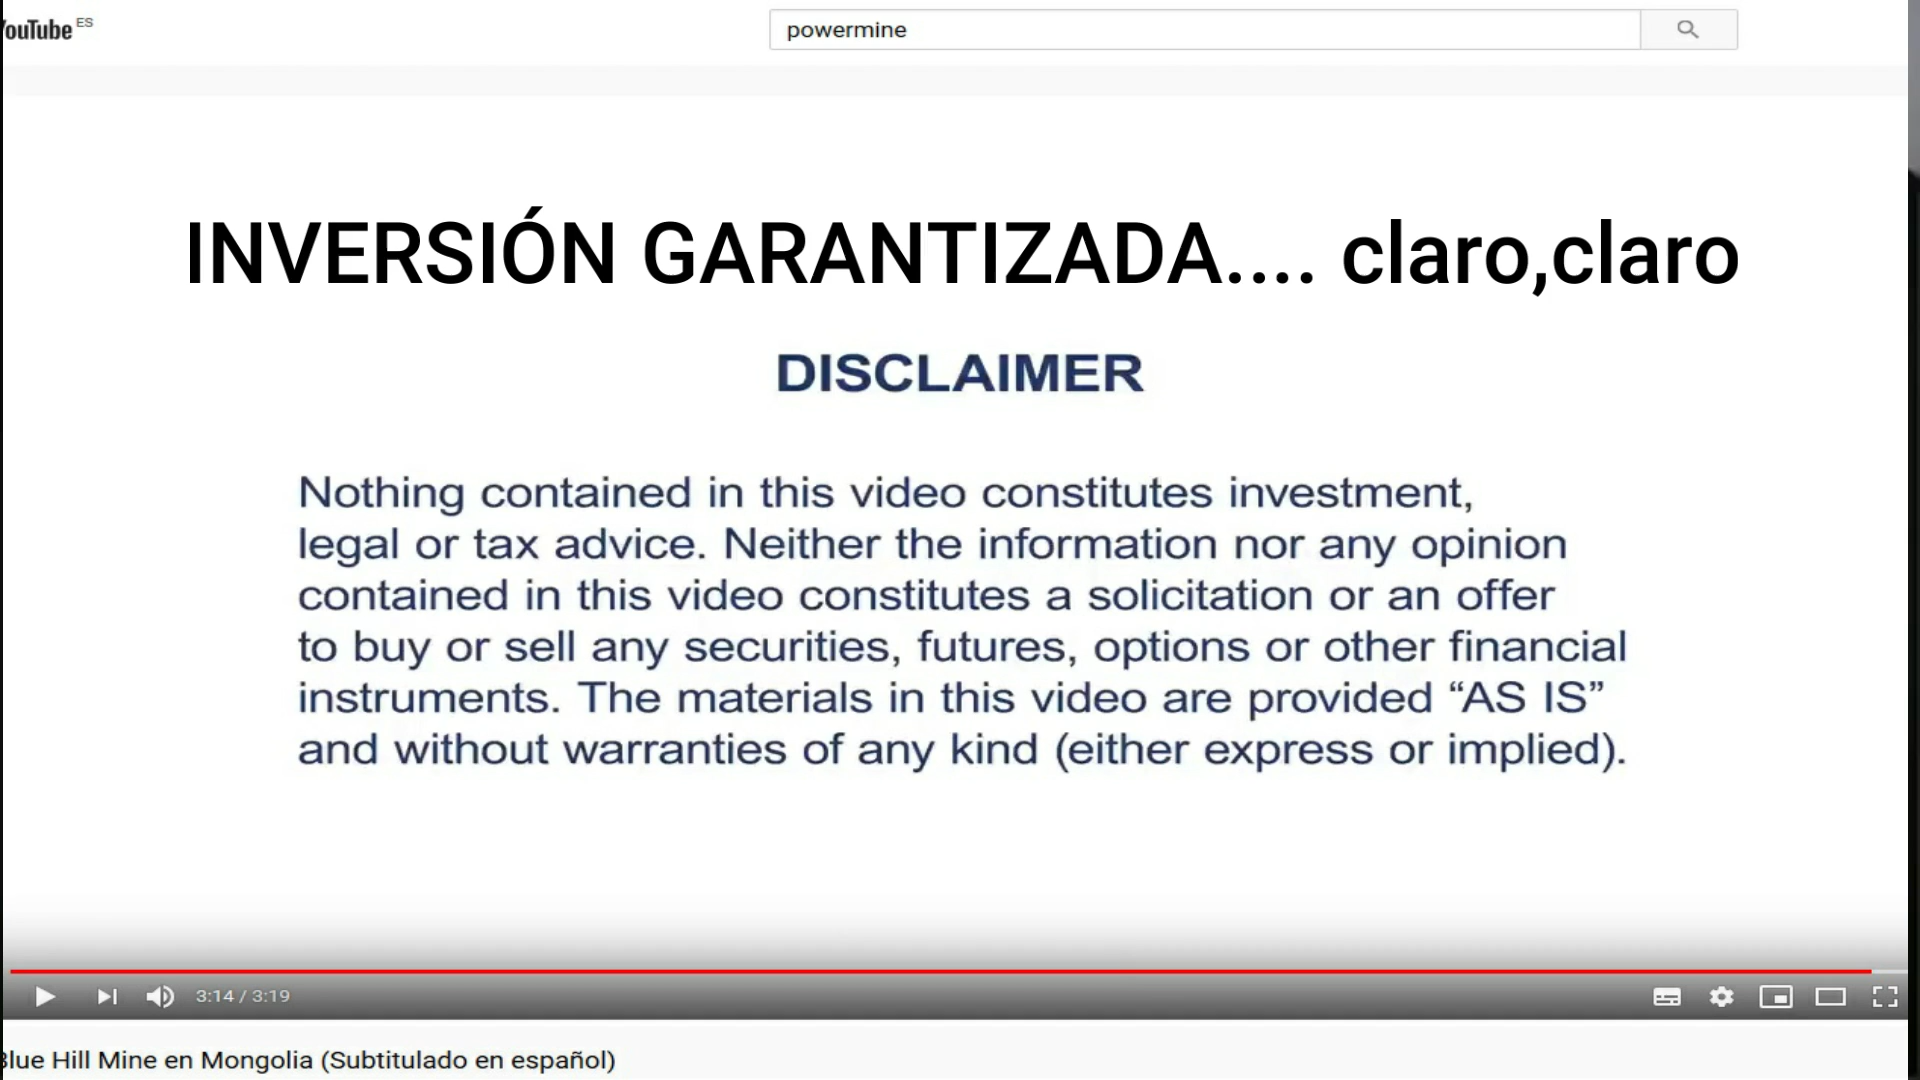 YouTube ES
powermine
INVERSIÓN GARANTIZADA.... claro,claro
DISCLAIMER
Nothing contained in this video constitutes investment,
legal or tax advice. Neither the information nor any opinion
contained in this video constitutes a solicitation or an offer
to buy or sell any securities, futures, options or other financial
instruments. The materials in this video are provided “AS IS”
and without warranties of any kind (either express or implied).
3:14 / 3:19
Blue Hill Mine en Mongolia (Subtitulado en español)